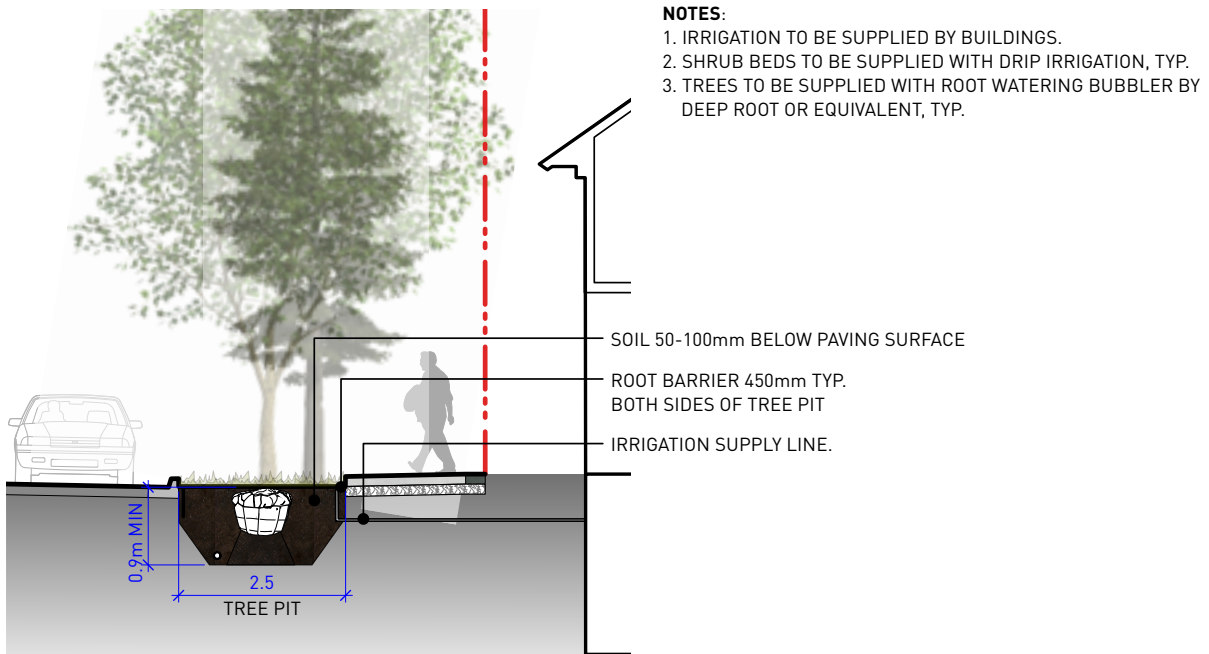 NOTES:
1. IRRIGATION TO BE SUPPLIED BY BUILDINGS.
2. SHRUB BEDS TO BE SUPPLIED WITH DRIP IRRIGATION, TYP.
3. TREES TO BE SUPPLIED WITH ROOT WATERING BUBBLER BY
DEEP ROOT OR EQUIVALENT, TYP.
SOIL 50-100mm BELOW PAVING SURFACE
ROOT BARRIER 450mm TYP.
BOTH SIDES OF TREE PIT
IRRIGATION SUPPLY LINE.
0.9m MIN
2.5
TREE PIT